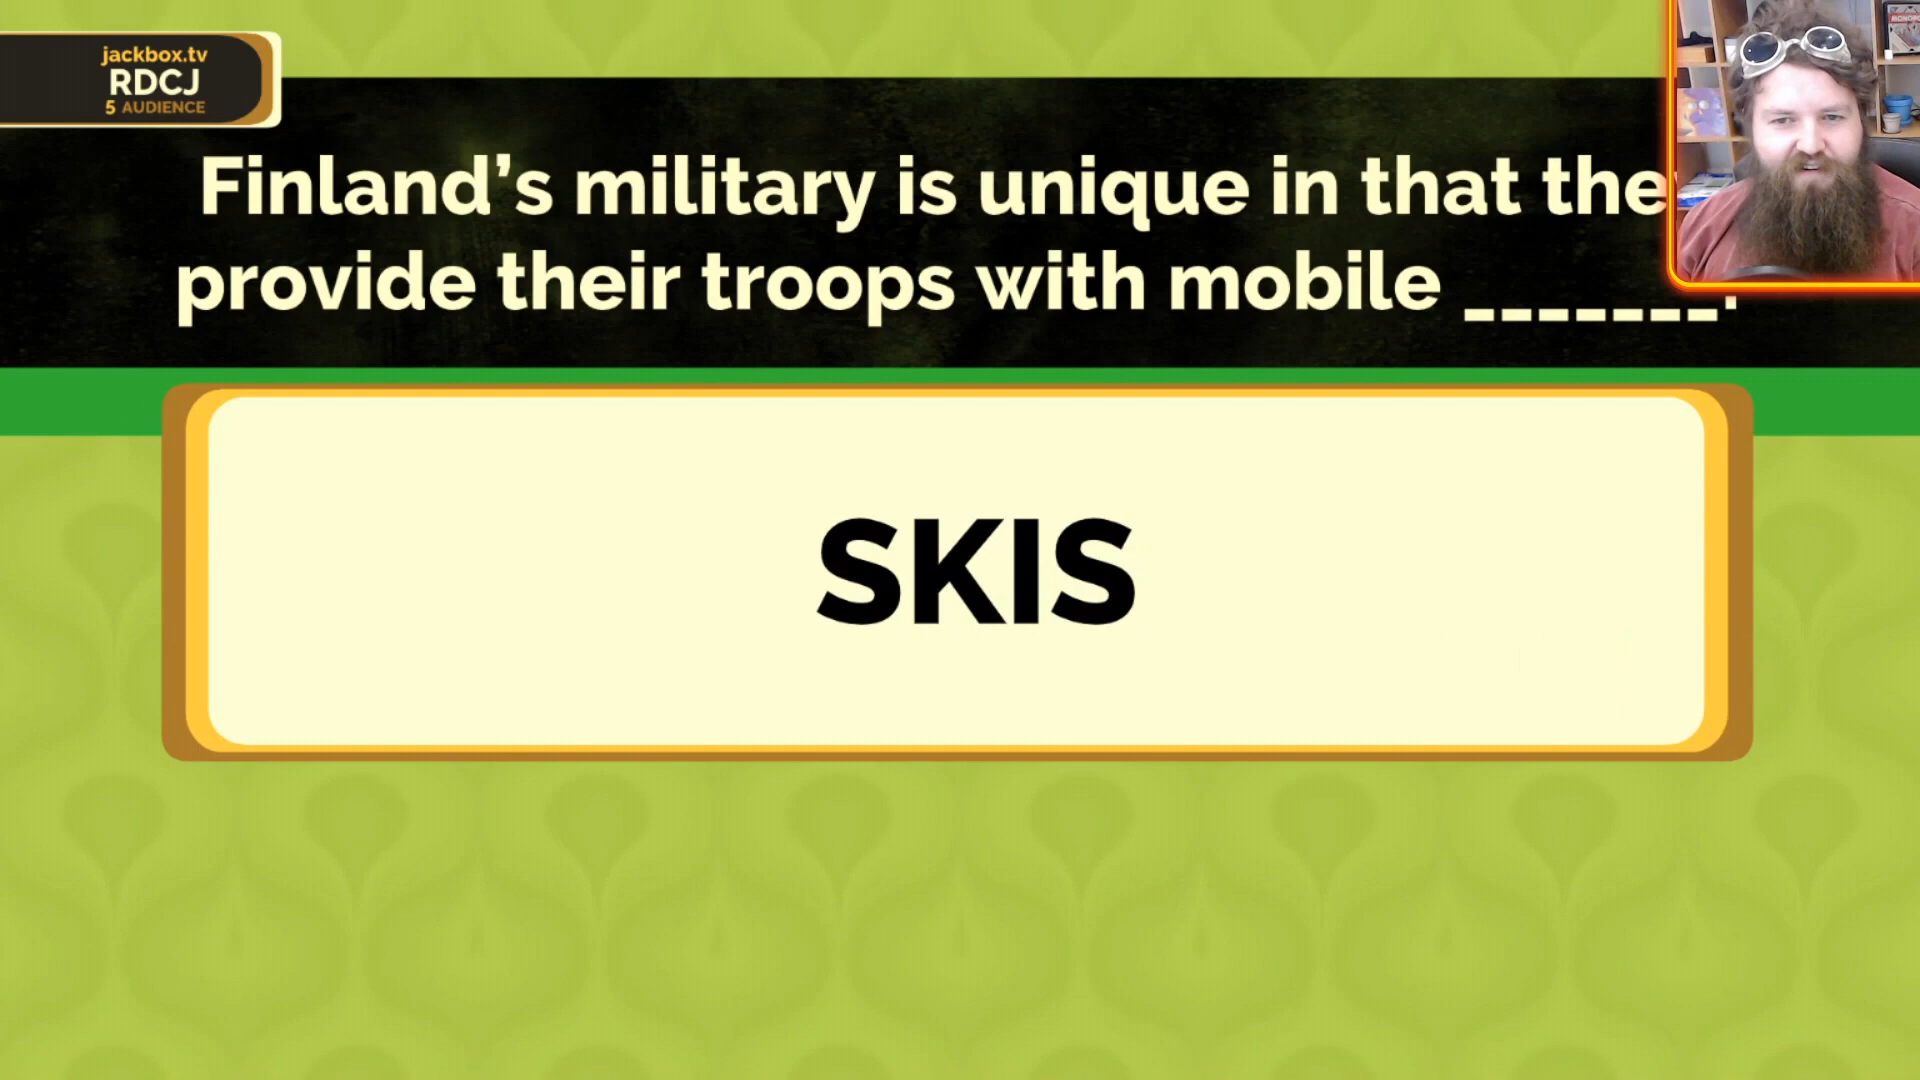 jackbox.tv
RDCJ
5 AUDIENCE
Finland's military is unique in that the
provide their troops with mobile _______.
SKIS